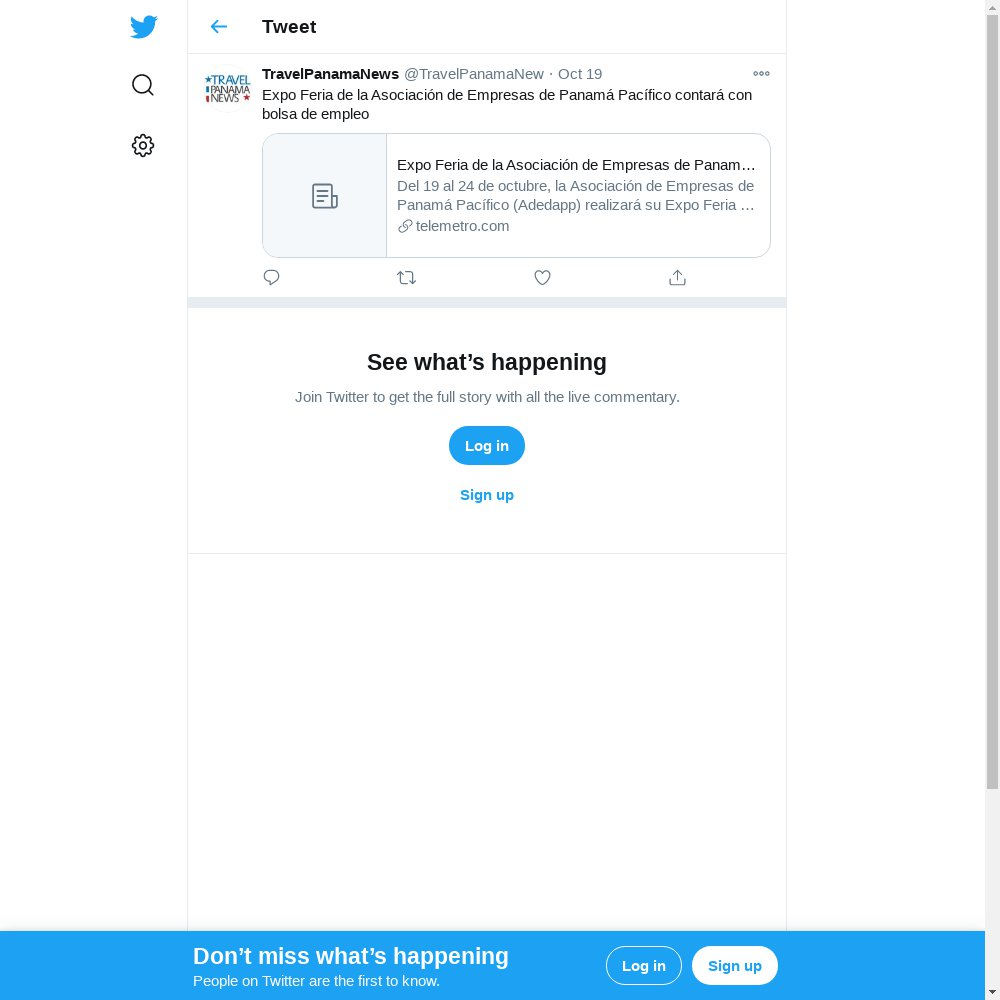 Tweet
TRAVEL
PANAMA
NEWS
TravelPanamaNews @TravelPanamaNew · Oct 19
Expo Feria de la Asociación de Empresas de Panamá Pacífico contará con
bolsa de empleo
Expo Feria de la Asociación de Empresas de Panam…
Del 19 al 24 de octubre, la Asociación de Empresas de
Panamá Pacífico (Adedapp) realizará su Expo Feria …
telemetro.com
See what’s happening
Join Twitter to get the full story with all the live commentary.
Log in
Sign up
Don’t miss what’s happening
People on Twitter are the first to know.
Log in
Sign up